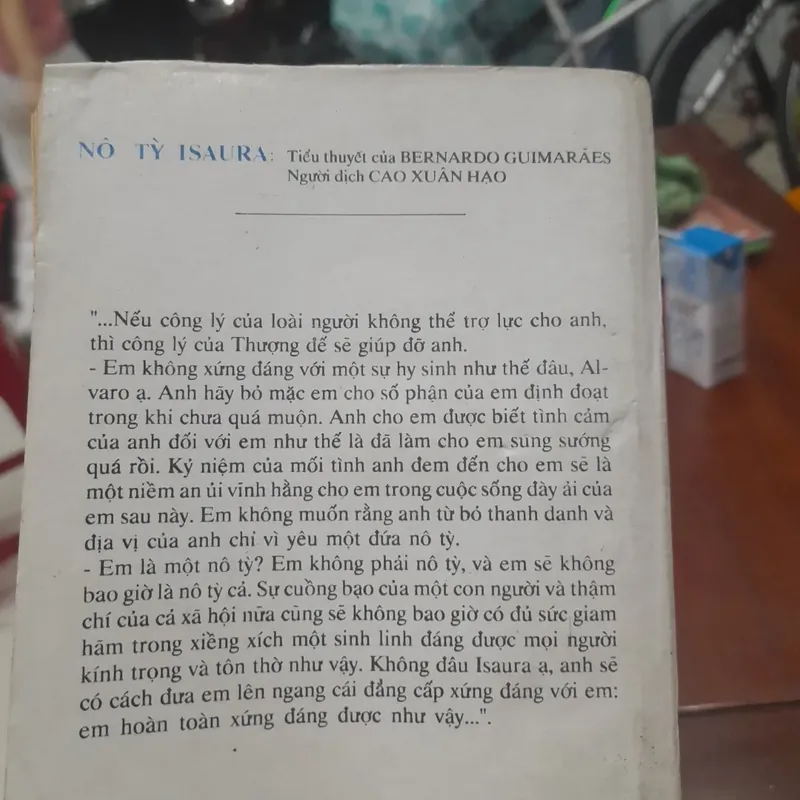 NÔ TỲ ISAURA: Tiểu thuyết của BERNARDO GUIMARÃES
Người dịch CAO XUÂN HẠO
"...Nếu công lý của loài người không thể trợ lực cho anh,
thì công lý của Thượng đế sẽ giúp đỡ anh.
- Em không xứng đáng với một sự hy sinh như thế đâu, Al-
varo ạ. Anh hãy bỏ mặc em cho số phận của em định đoạt
trong khi chưa quá muộn. Anh cho em được biết tình cảm
của anh đối với em như thế là đã làm cho em sung sướng
quá rồi. Kỷ niệm của mối tình anh đem đến cho em sẽ là
một niềm an ủi vĩnh hằng cho em trong cuộc sống đày ải của
em sau này. Em không muốn rằng anh từ bỏ thanh danh và
địa vị của anh chỉ vì yêu một đứa nô tỳ.
- Em là một nô tỳ? Em không phải nô tỳ, và em sẽ không
bao giờ là nô tỳ cả. Sự cuồng bạo của một con người và thậm
chí của cả xã hội nữa cũng sẽ không bao giờ có đủ sức giam
hãm trong xiềng xích một sinh linh đáng được mọi người
kính trọng và tôn thờ như vậy. Không đâu Isaura ạ, anh sẽ
có cách đưa em lên ngang cái đẳng cấp xứng đáng với em:
em hoàn toàn xứng đáng được như vậy...".